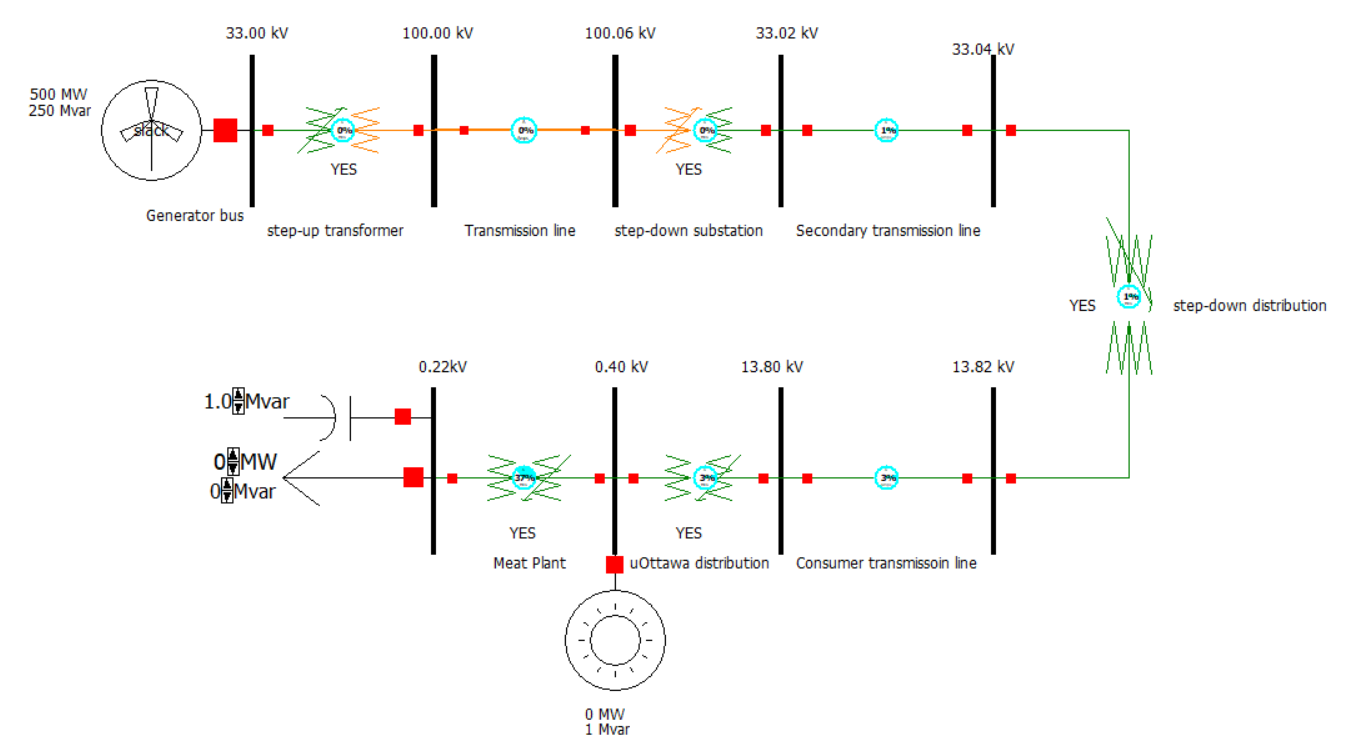 33.00 kV
100.00 kV
100.06 kV
33.02 kV
33.04 kV
500 MW
250 Mvar
slack
0%
0%
0%
1%
YES
YES
Generator bus
step-up transformer
Transmission line
step-down substation
Secondary transmission line
YES
1%
step-down distribution
0.22kV
0.40 kV
13.80 kV
13.82 kV
1.0 Mvar
0 MW
0 Mvar
37%
3%
3%
YES
YES
Meat Plant
uOttawa distribution
Consumer transmissoin line
0 MW
1 Mvar